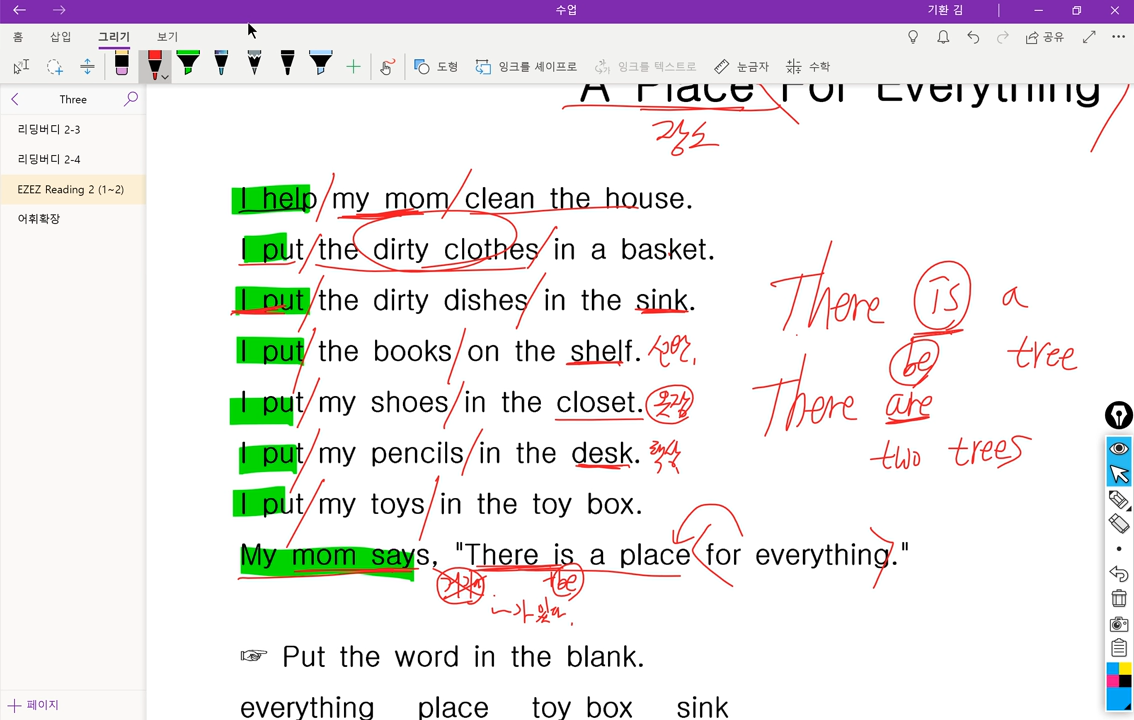 수업
기환 김
홈 삽입 그리기 보기
도형 잉크를 셰이프로 잉크를 텍스트로 눈금자 수학 공유
Three
리딩버디 2-3
리딩버디 2-4
EZEZ Reading 2 (1~2)
어휘확장
페이지
A Place For Everything
장소
I help my mom clean the house.
I put the dirty clothes in a basket.
I put the dirty dishes in the sink.
I put the books on the shelf. 선반.
I put my shoes in the closet. 옷장
I put my pencils in the desk. 책상
I put my toys in the toy box.
My mom says, "There is a place for everything."
be
~가 있다.
There is a tree
be
There are two trees
☞ Put the word in the blank.
everything place toy box sink